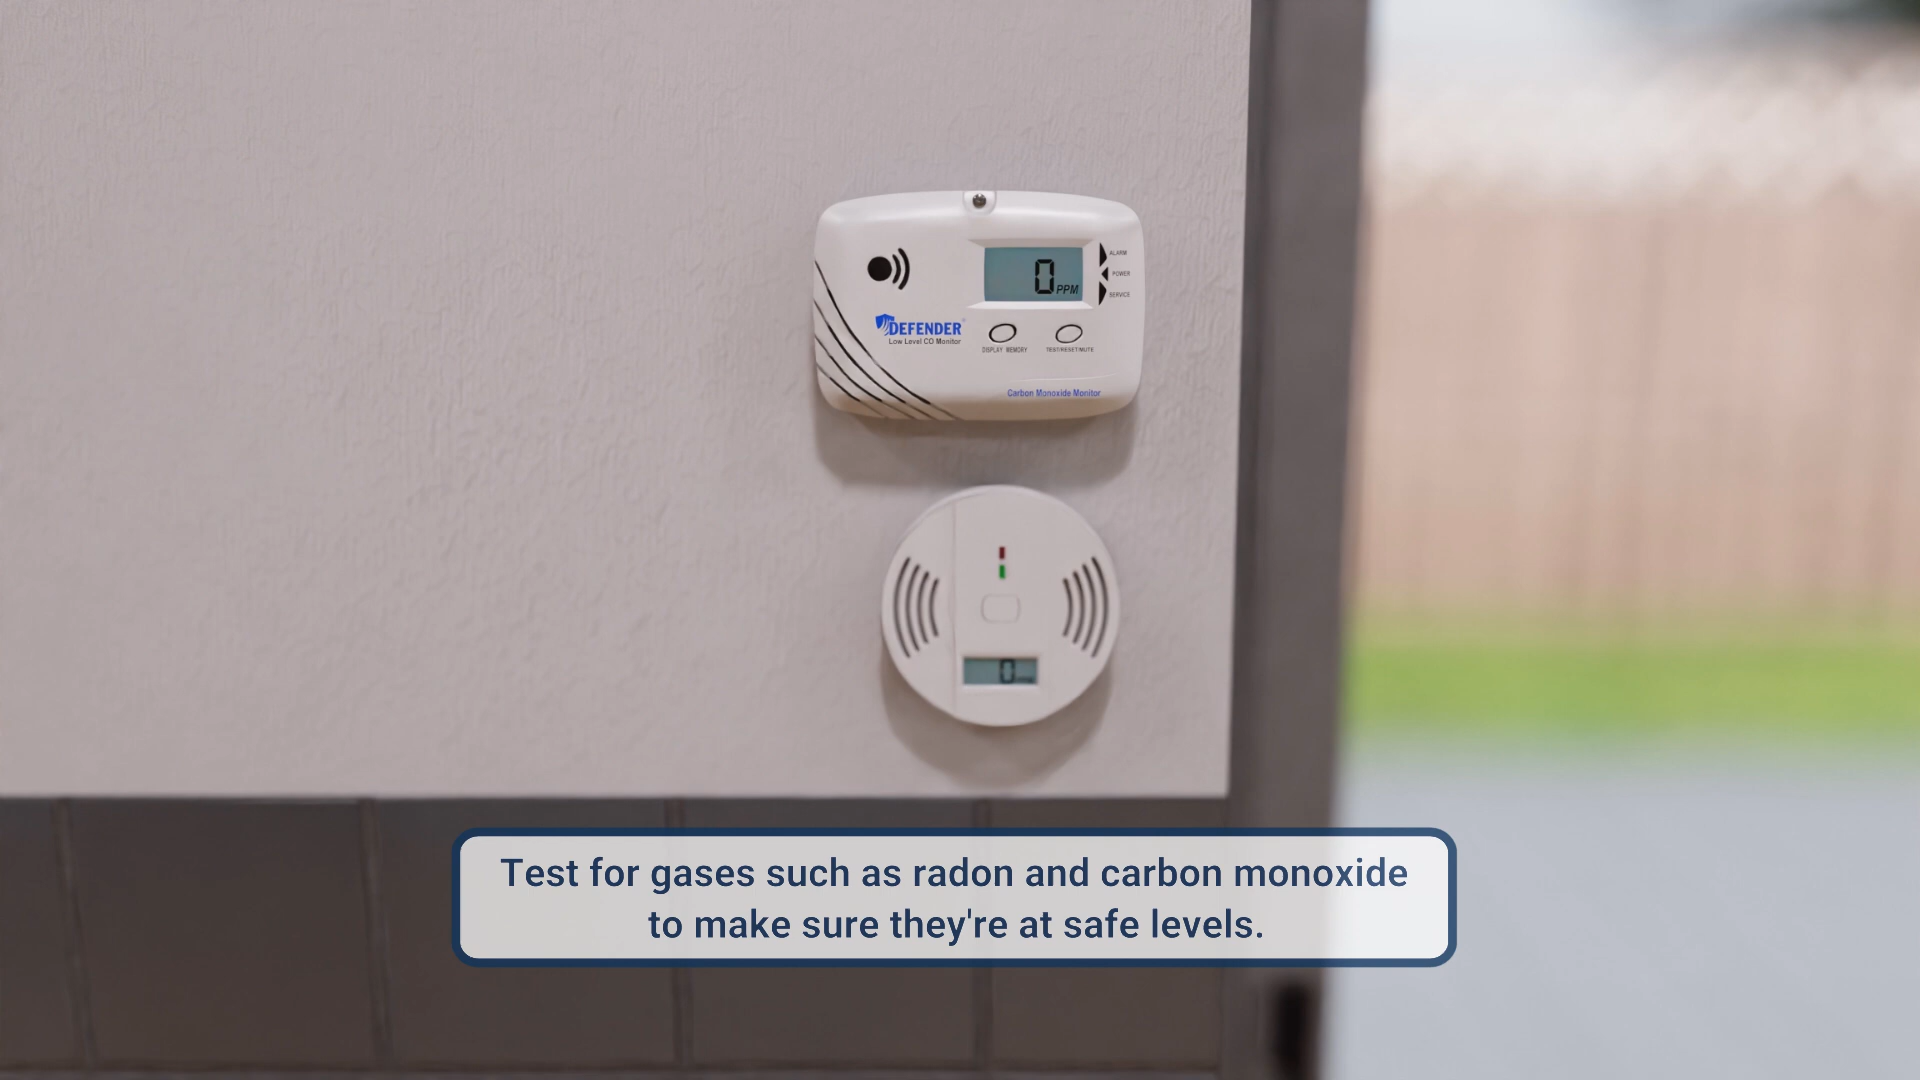 ALARM
0 PPM
POWER
SERVICE
DEFENDER
Low Level CO Monitor
DISPLAY MEMORY
TEST/RESET/MUTE
Carbon Monoxide Monitor
0
Test for gases such as radon and carbon monoxide
to make sure they're at safe levels.